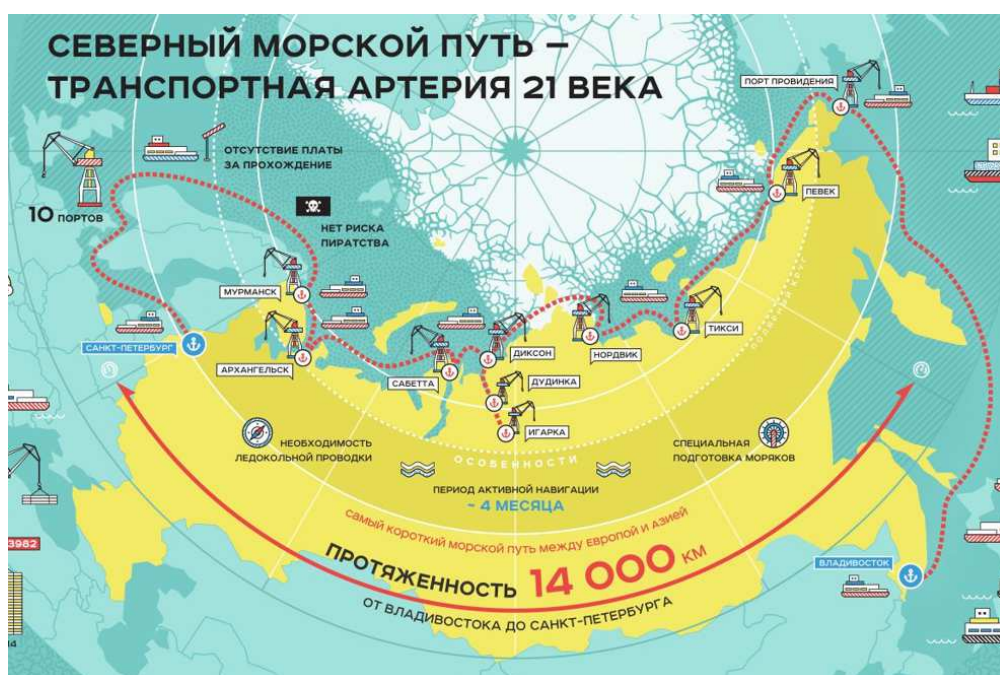 СЕВЕРНЫЙ МОРСКОЙ ПУТЬ –
ТРАНСПОРТНАЯ АРТЕРИЯ 21 ВЕКА
ПОРТ ПРОВИДЕНИЯ
ОТСУТСТВИЕ ПЛАТЫ
ЗА ПРОХОЖДЕНИЕ
ПЕВЕК
10 ПОРТОВ
НЕТ РИСКА
ПИРАТСТВА
МУРМАНСК
САНКТ-ПЕТЕРБУРГ
АРХАНГЕЛЬСК
САБЕТТА
ДИКСОН
НОРДВИК
ТИКСИ
ДУДИНКА
ИГАРКА
НЕОБХОДИМОСТЬ
ЛЕДОКОЛЬНОЙ ПРОВОДКИ
СПЕЦИАЛЬНАЯ
ПОДГОТОВКА МОРЯКОВ
ОСОБЕННОСТИ
ПЕРИОД АКТИВНОЙ НАВИГАЦИИ
~ 4 МЕСЯЦА
САМЫЙ КОРОТКИЙ МОРСКОЙ ПУТЬ МЕЖДУ ЕВРОПОЙ И АЗИЕЙ
ПРОТЯЖЕННОСТЬ 14 000 КМ
ОТ ВЛАДИВОСТОКА ДО САНКТ-ПЕТЕРБУРГА
ВЛАДИВОСТОК
3982